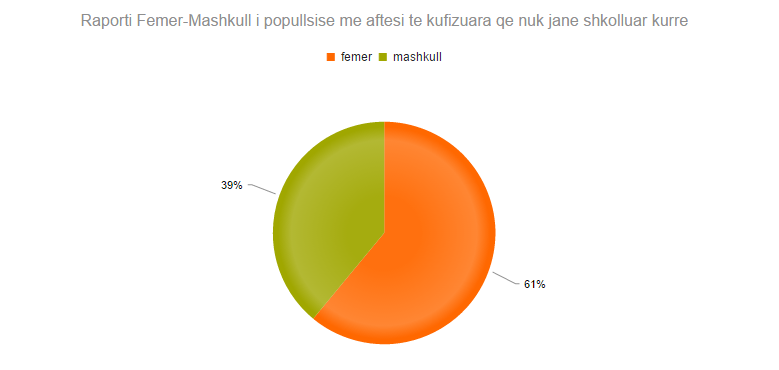 Raporti Femer-Mashkull i popullsise me aftesi te kufizuara qe nuk jane shkolluar kurre
femer mashkull
39%
61%